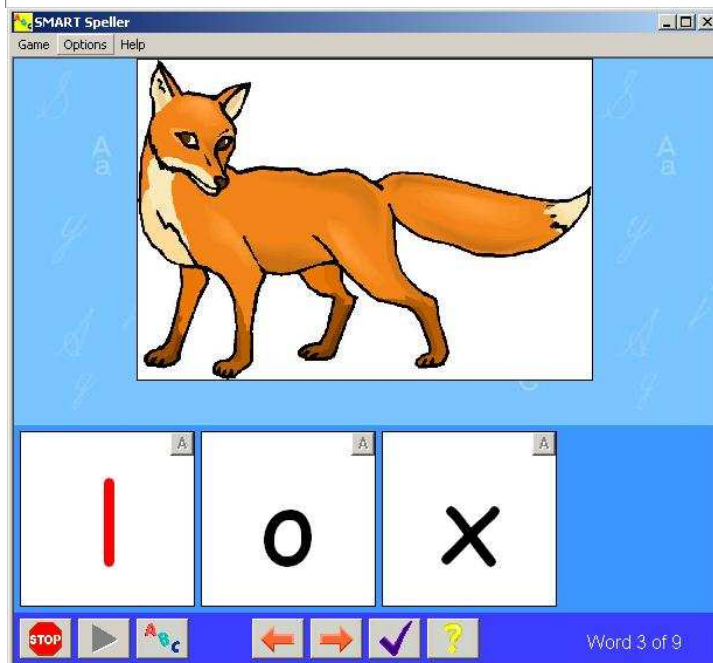 SMART Speller
Game Options Help
A
a
A
a
A A A
l o x
STOP
A B C
?
Word 3 of 9